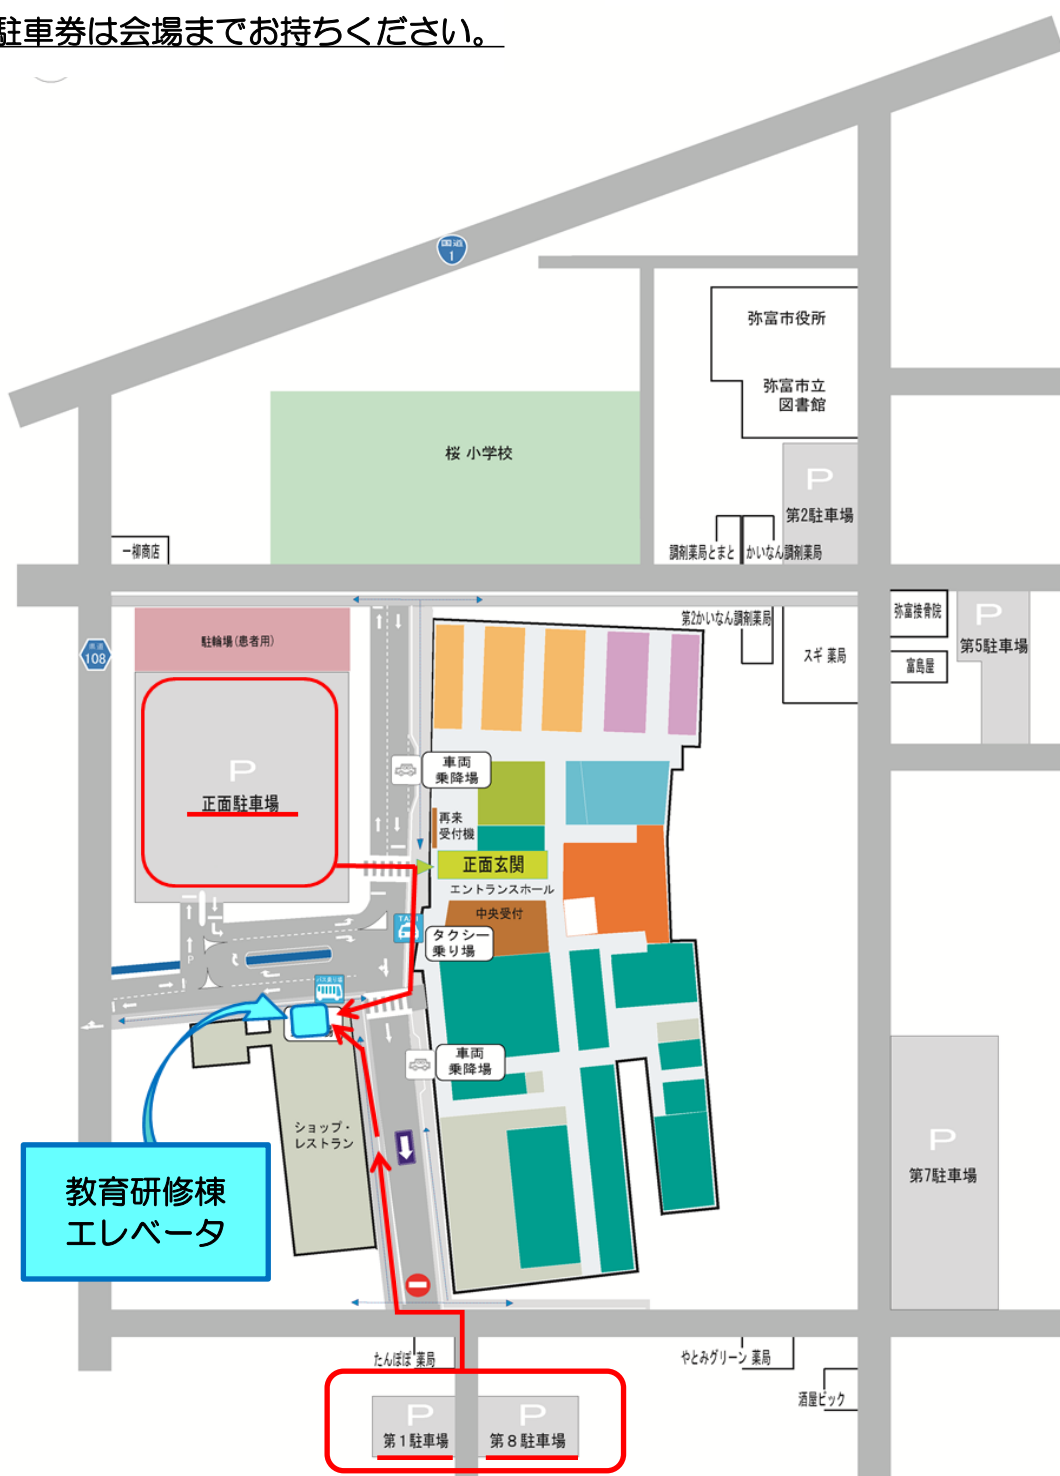 駐車券は会場までお持ちください。
国道
1
弥富市役所
弥富市立
図書館
桜 小学校
P
第2駐車場
一柳商店
調剤薬局とまと
かいなん調剤薬局
県道
108
駐輪場(患者用)
第2かいなん調剤薬局
スギ 薬局
弥富接骨院
富島屋
P
第5駐車場
P
正面駐車場
車両
乗降場
再来
受付機
正面玄関
エントランスホール
中央受付
TAXI
タクシー
乗り場
P
バス乗り場
車両
乗降場
ショップ・
レストラン
教育研修棟
エレベータ
P
第7駐車場
たんぽぽ 薬局
やとみグリーン 薬局
酒屋ビック
P
第1駐車場
P
第8駐車場